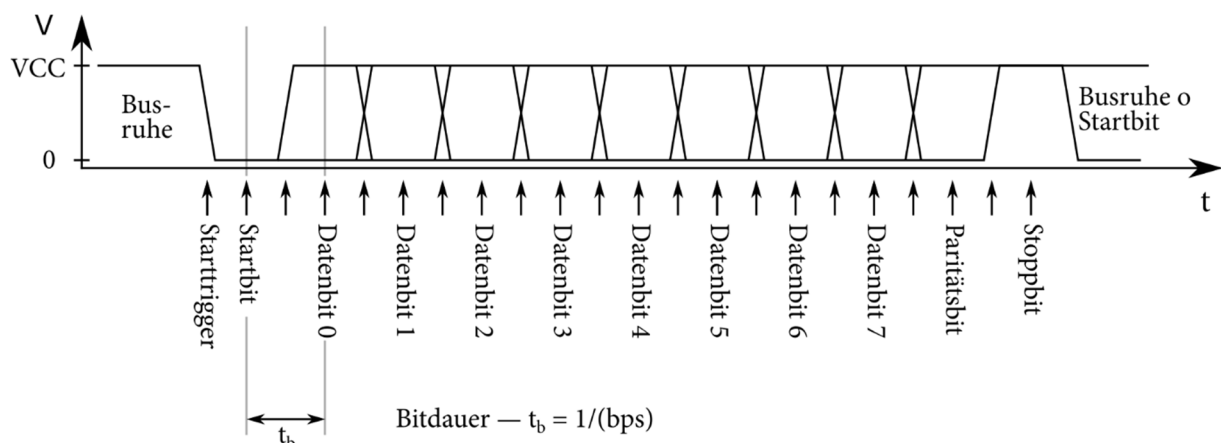 V
VCC
Bus-
ruhe
Busruhe o
Startbit
0
t
Starttrigger
Startbit
Datenbit 0
Datenbit 1
Datenbit 2
Datenbit 3
Datenbit 4
Datenbit 5
Datenbit 6
Datenbit 7
Paritätsbit
Stoppbit
Bitdauer — t_b = 1/(bps)
t_b